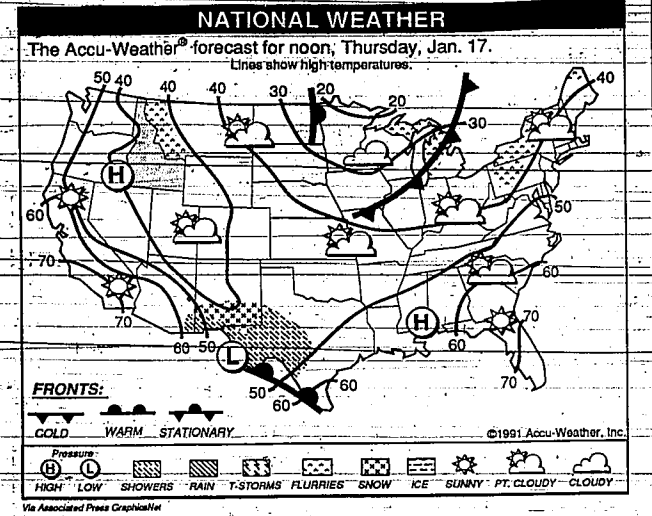 NATIONAL WEATHER
The Accu-Weather® forecast for noon, Thursday, Jan. 17.
Lines show high temperatures.
50 40 40 40 30 20 20 40
30
H
60 50
70 60
70 60 50 H 60 70
L
50 60 60 70
FRONTS:
COLD WARM STATIONARY
©1991 Accu-Weather, Inc.
Pressure
H L
HIGH LOW SHOWERS RAIN T-STORMS FLURRIES SNOW ICE SUNNY PT. CLOUDY CLOUDY
Via Associated Press GraphicsNet